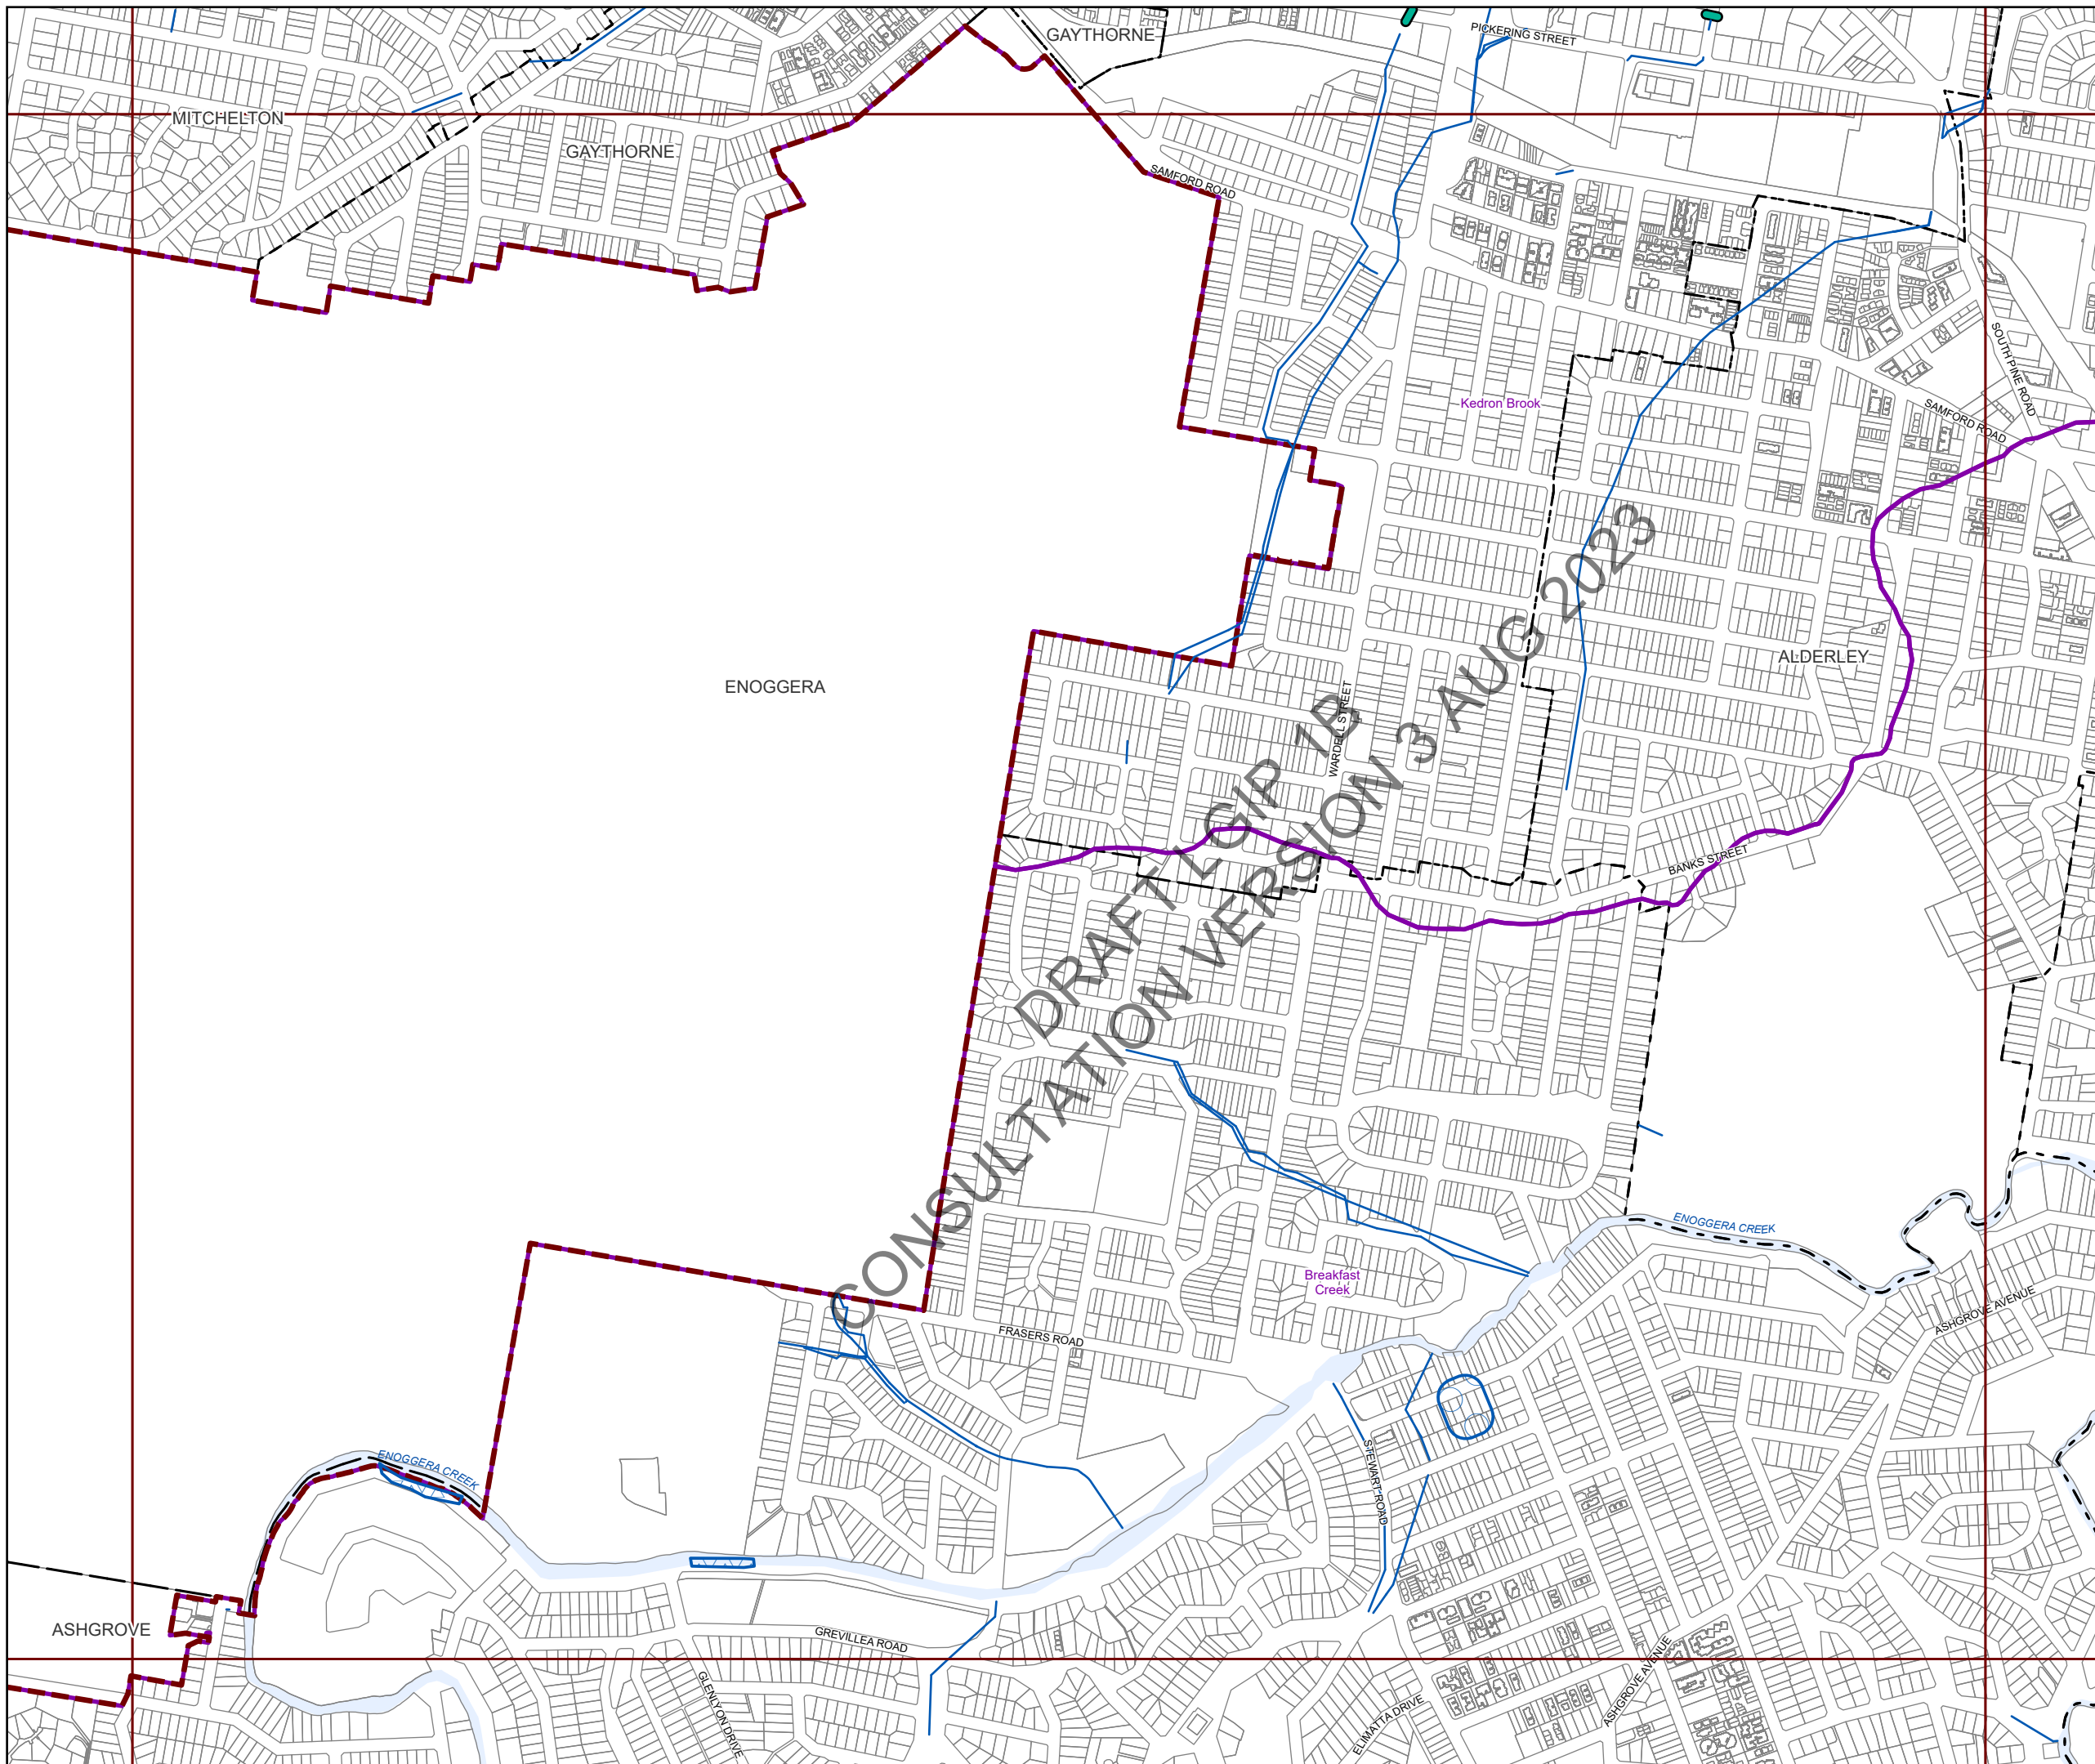 GAYTHORNE
PICKERING STREET
MITCHELTON
GAYTHORNE
SAMFORD ROAD
SOUTH PINE ROAD
Kedron Brook
SAMFORD ROAD
ENOGGERA
ALDERLEY
WARDELL STREET
BANKS STREET
DRAFT LGIP 1B
CONSULTATION VERSION 3 AUG 2023
ENOGGERA CREEK
Breakfast
Creek
ASHGROVE AVENUE
FRASERS ROAD
ENOGGERA CREEK
STEWART ROAD
ASHGROVE
GREVILLEA ROAD
GLENLYON DRIVE
ELIMATTA DRIVE
ASHGROVE AVENUE